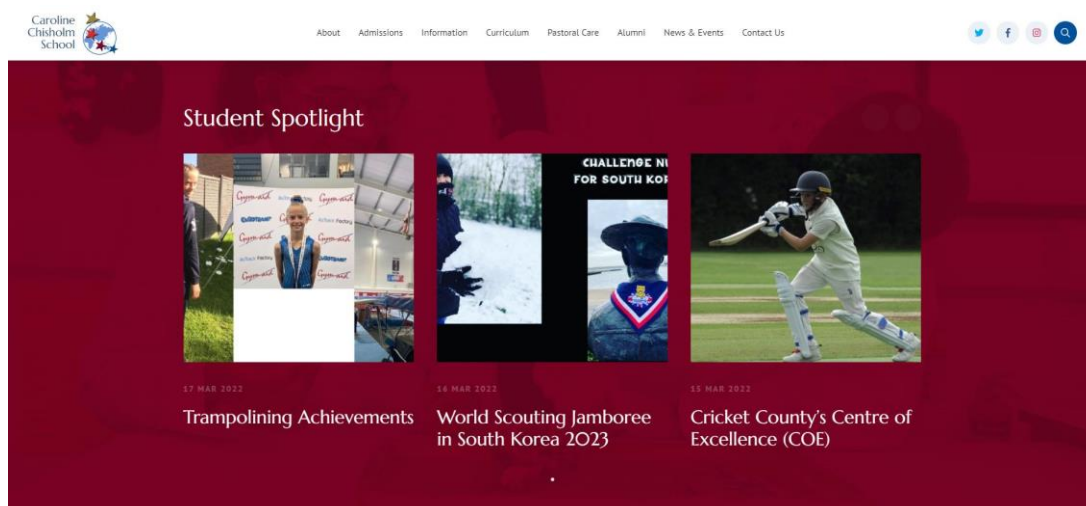 Caroline
Chisholm
School
About Admissions Information Curriculum Pastoral Care Alumni News & Events Contact Us
Student Spotlight
Gym-aid
CHALLENGE
FOR SOUTH
17 MAR 2022
16 MAR 2022
15 MAR 2022
Trampolining Achievements
World Scouting Jamboree
in South Korea 2023
Cricket County's Centre of
Excellence (COE)